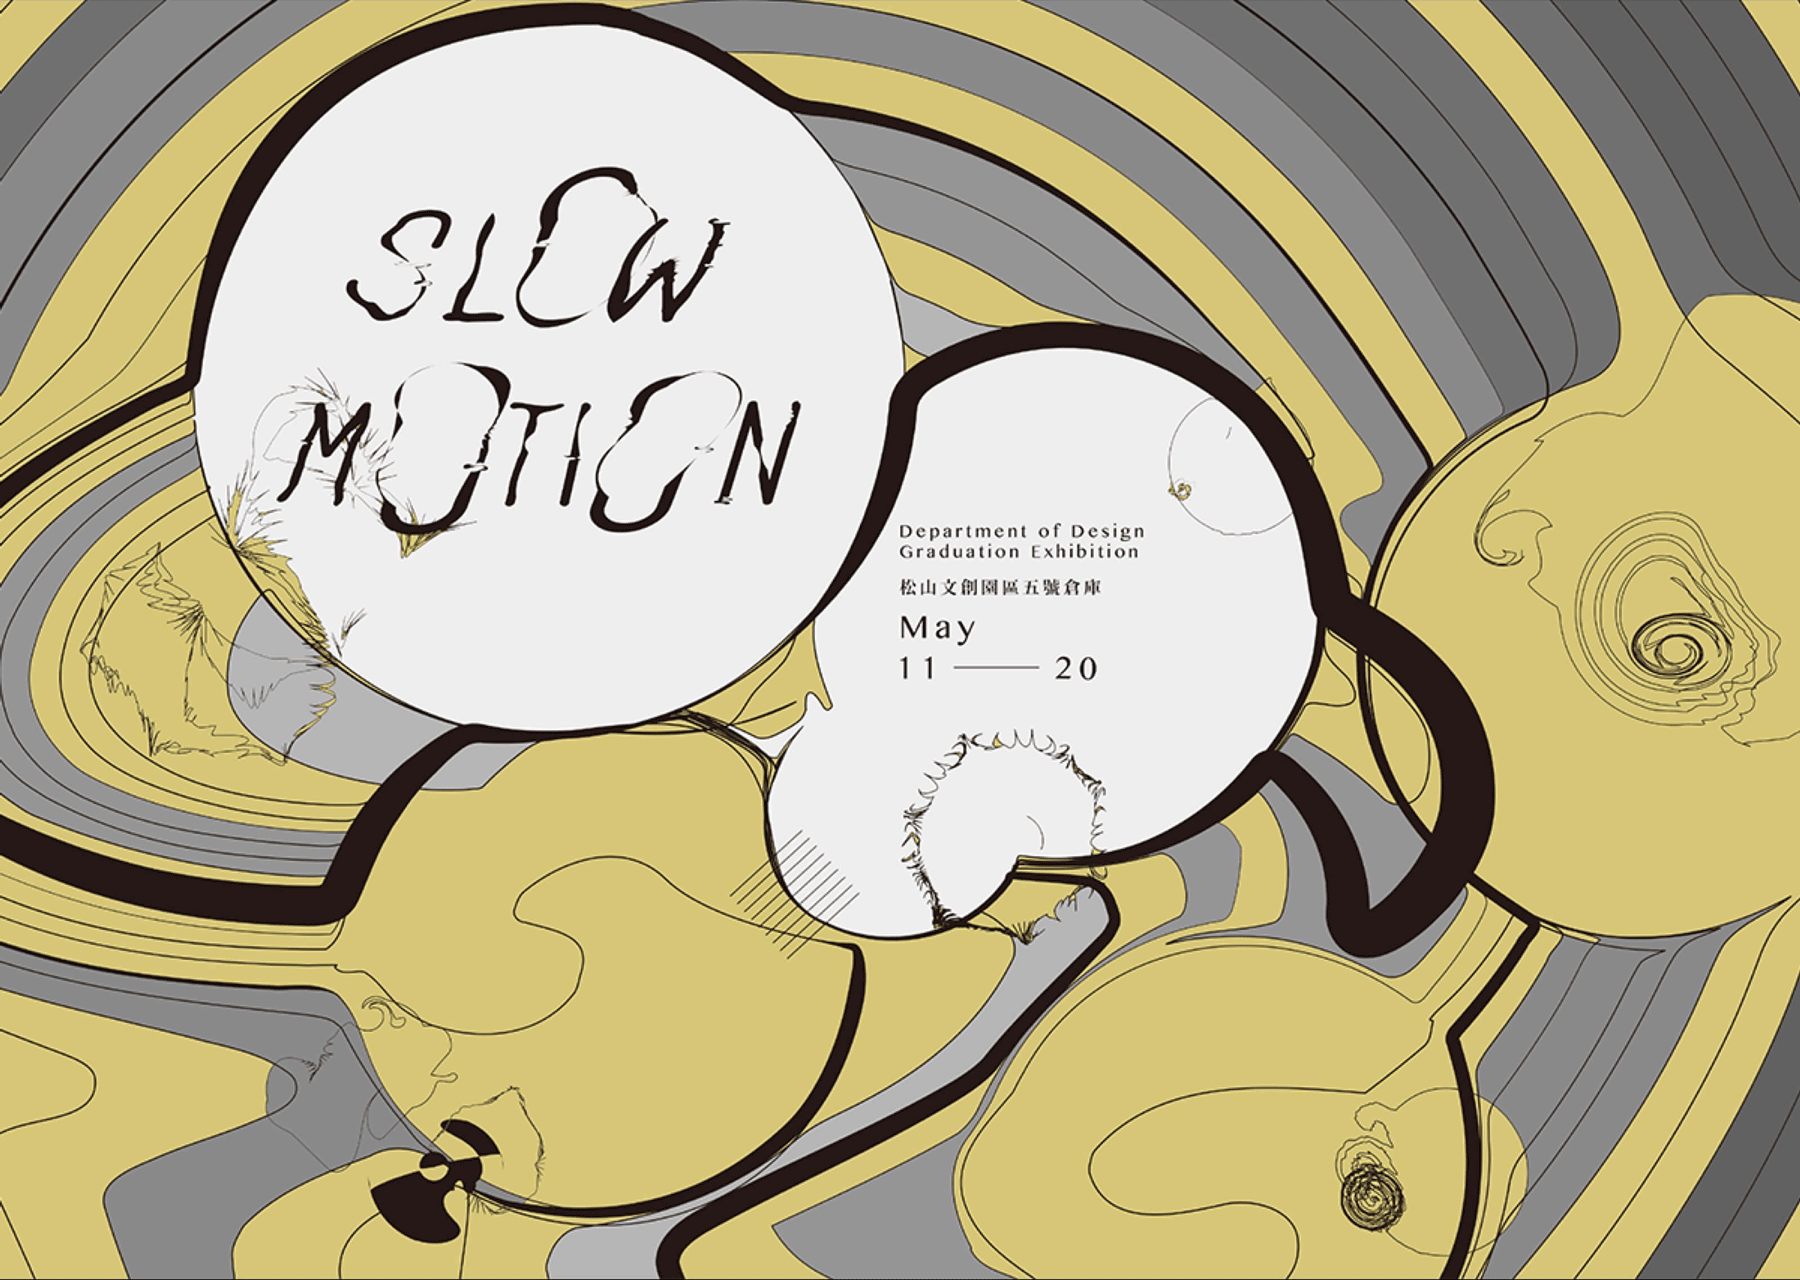 SLOW
MOTION
Department of Design
Graduation Exhibition
松山文創園區五號倉庫
May
11 — 20